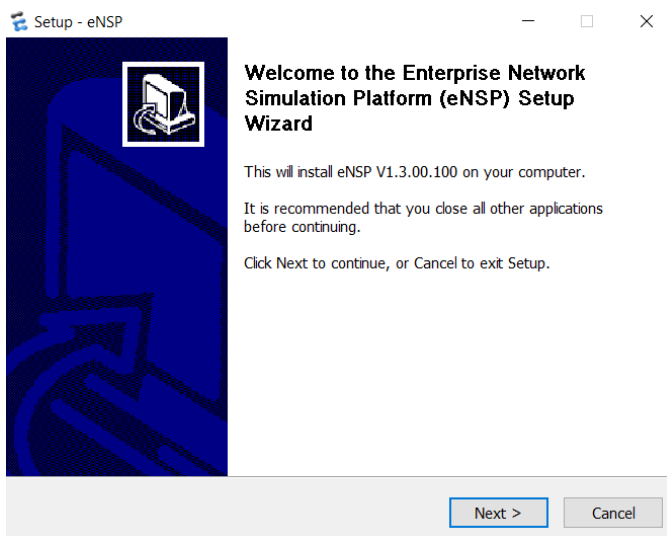 Setup - eNSP
Welcome to the Enterprise Network
Simulation Platform (eNSP) Setup
Wizard
This will install eNSP V1.3.00.100 on your computer.
It is recommended that you close all other applications
before continuing.
Click Next to continue, or Cancel to exit Setup.
Next >
Cancel